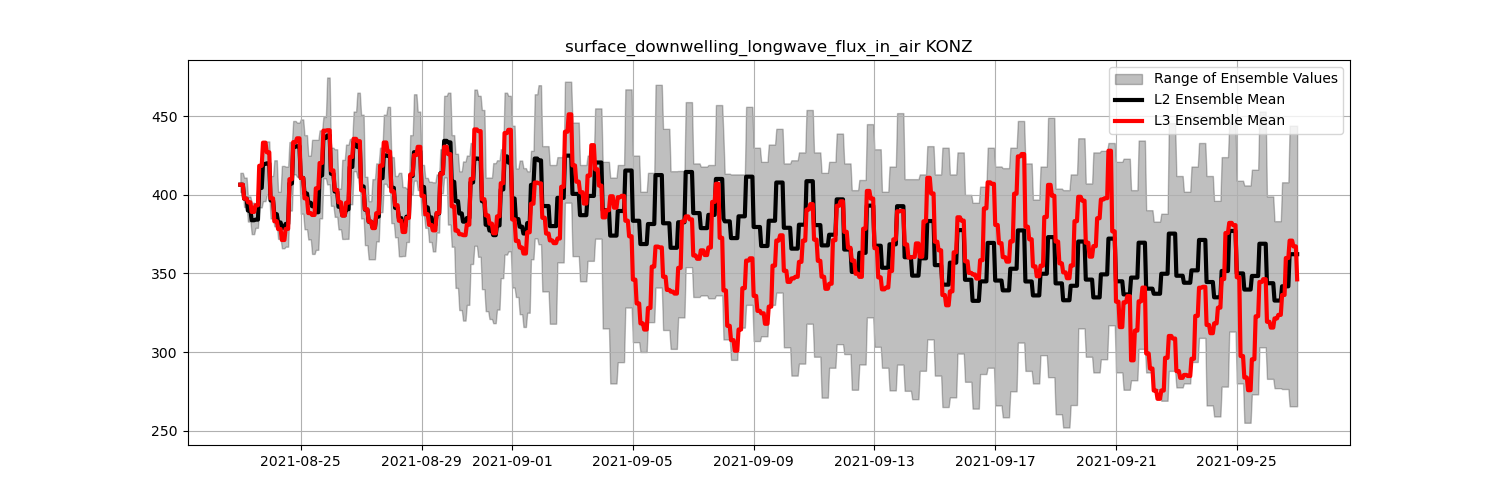 surface_downwelling_longwave_flux_in_air KONZ
Range of Ensemble Values
L2 Ensemble Mean
L3 Ensemble Mean
450
400
350
300
250
2021-08-25 2021-08-29 2021-09-01 2021-09-05 2021-09-09 2021-09-13 2021-09-17 2021-09-21 2021-09-25